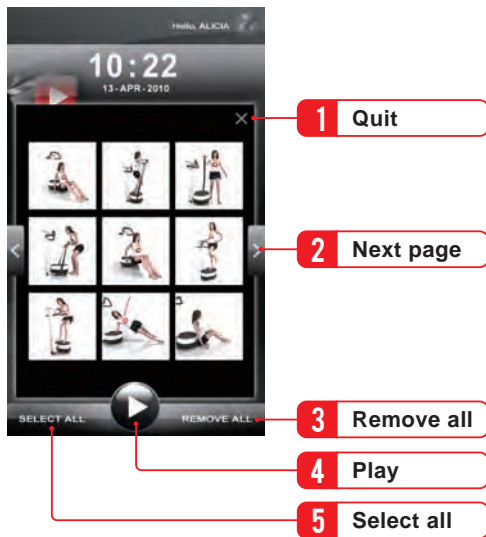 Hello, ALICIA
10:22
13-APR-2010
1 Quit
2 Next page
SELECT ALL
REMOVE ALL
3 Remove all
4 Play
5 Select all